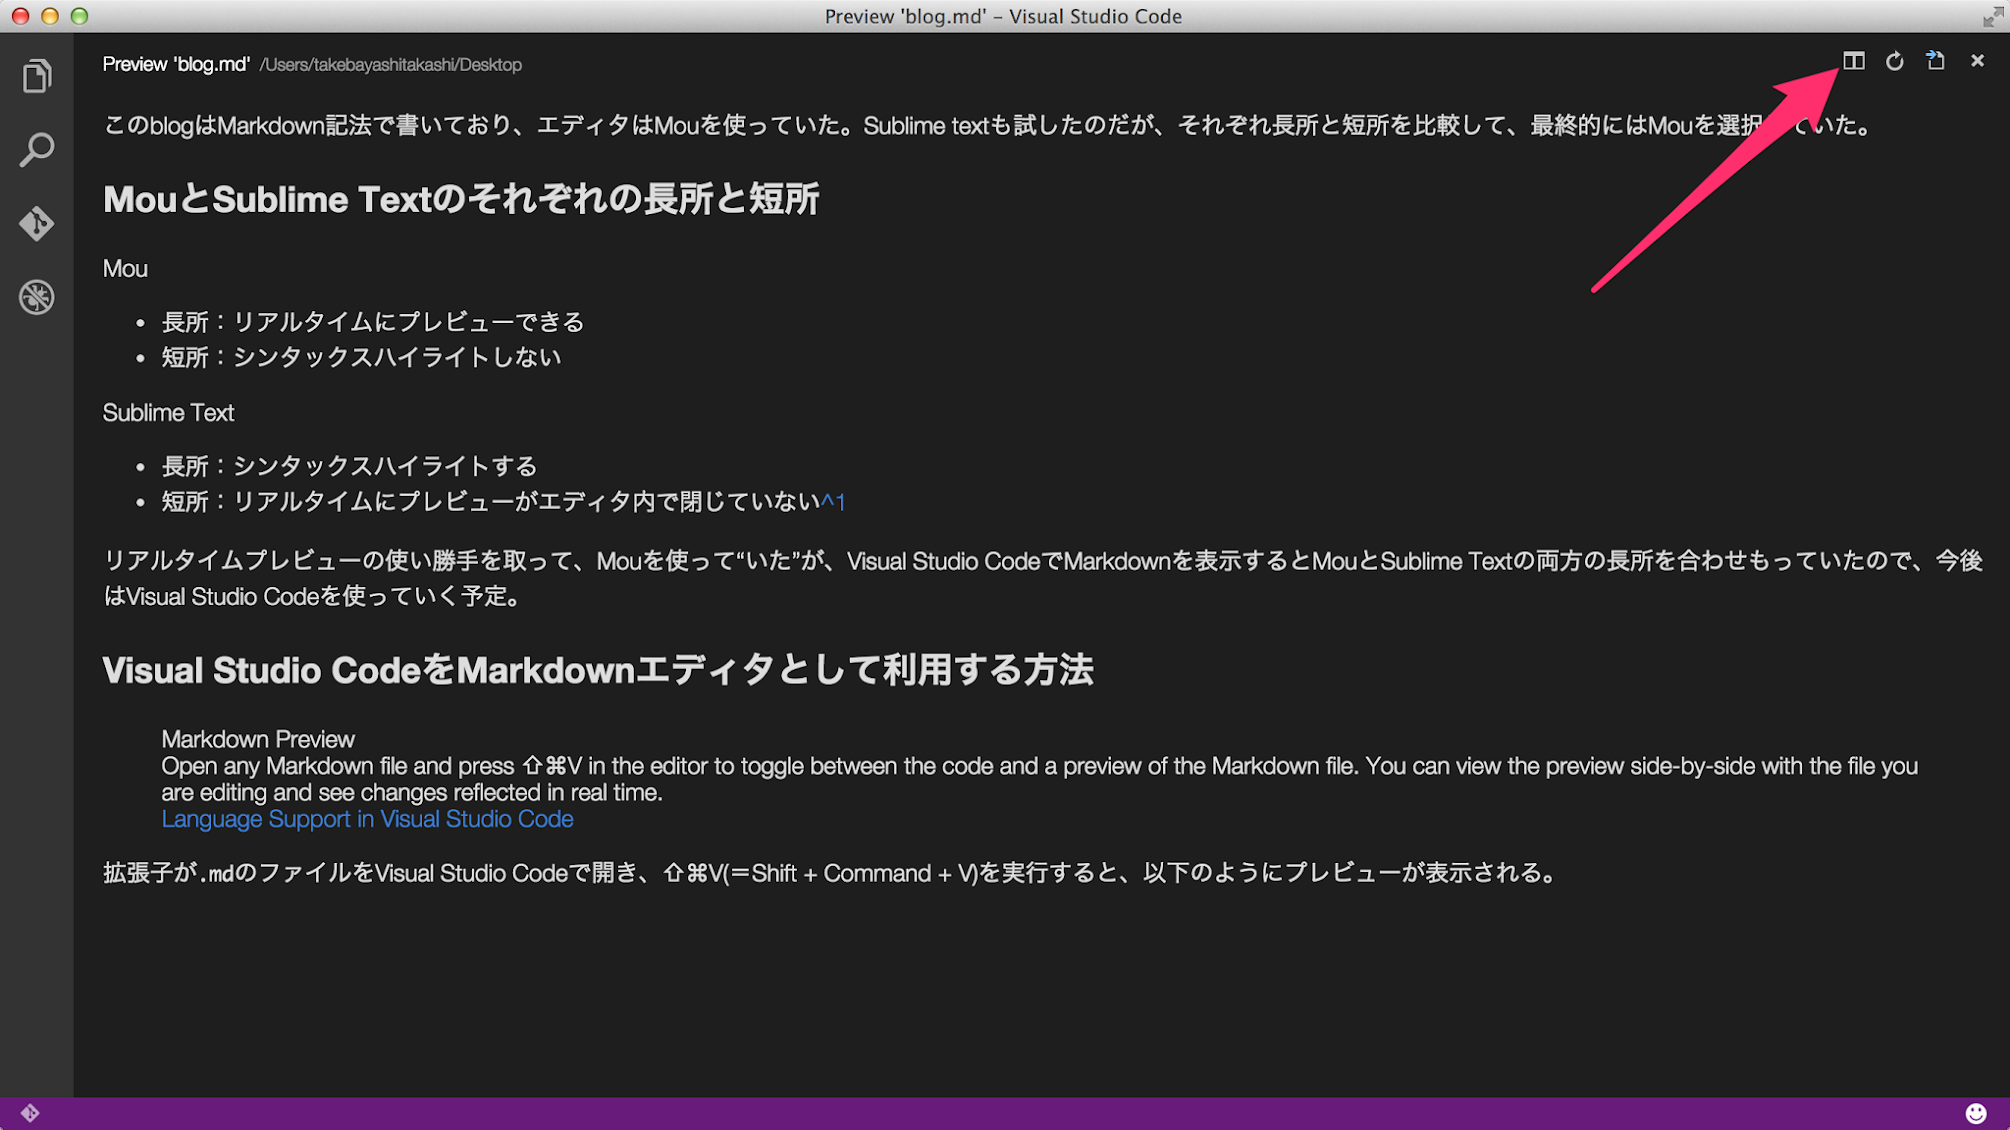 Preview 'blog.md' – Visual Studio Code
Preview 'blog.md' /Users/takebayashitakashi/Desktop
このblogはMarkdown記法で書いており、エディタはMouを使っていた。Sublime textも試したのだが、それぞれ長所と短所を比較して、最終的にはMouを選択していた。
MouとSublime Textのそれぞれの長所と短所
Mou
• 長所：リアルタイムにプレビューできる
• 短所：シンタックスハイライトしない
Sublime Text
• 長所：シンタックスハイライトする
• 短所：リアルタイムにプレビューがエディタ内で閉じていない^1
リアルタイムプレビューの使い勝手を取って、Mouを使って“いた”が、Visual Studio CodeでMarkdownを表示するとMouとSublime Textの両方の長所を合わせもっていたので、今後
はVisual Studio Codeを使っていく予定。
Visual Studio CodeをMarkdownエディタとして利用する方法
Markdown Preview
Open any Markdown file and press ⇧⌘V in the editor to toggle between the code and a preview of the Markdown file. You can view the preview side-by-side with the file you
are editing and see changes reflected in real time.
Language Support in Visual Studio Code
拡張子が.mdのファイルをVisual Studio Codeで開き、⇧⌘V(＝Shift + Command + V)を実行すると、以下のようにプレビューが表示される。